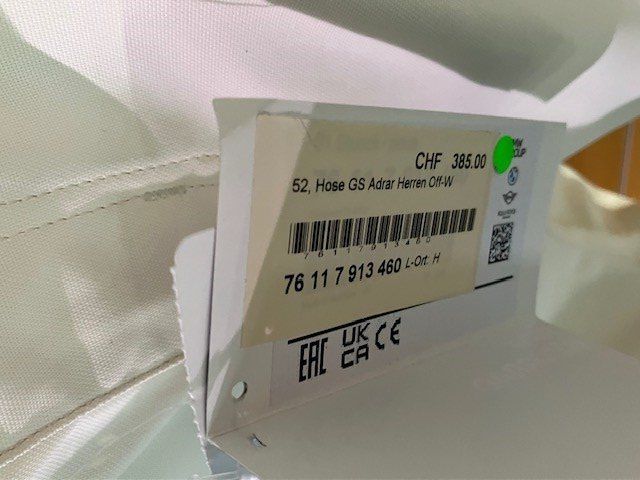 CHF 385.00
52, Hose GS Adrar Herren Off-W
76117913460
76 11 7 913 460 L-Ort: H
EAC UK CA CE